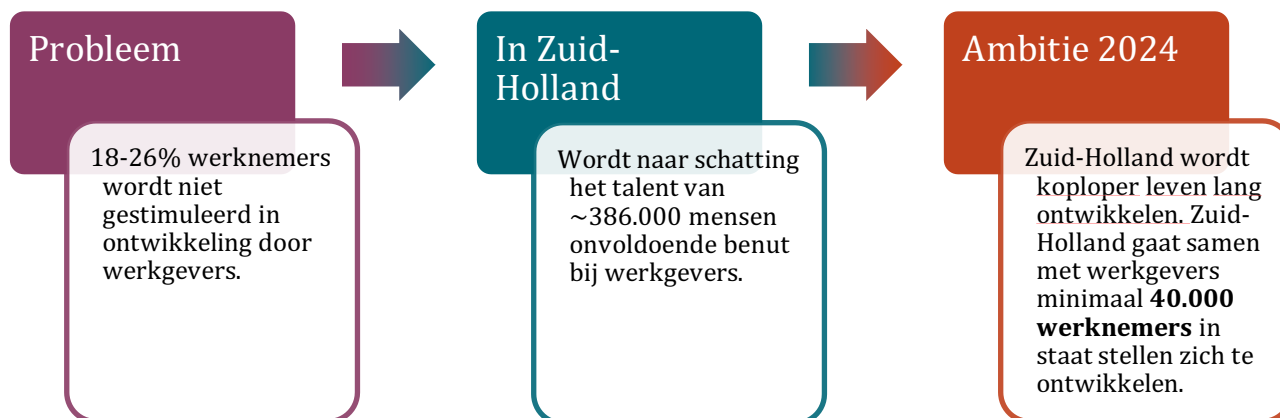 Probleem
18-26% werknemers
wordt niet
gestimuleerd in
ontwikkeling door
werkgevers.
In Zuid-
Holland
Wordt naar schatting
het talent van
~386.000 mensen
onvoldoende benut
bij werkgevers.
Ambitie 2024
Zuid-Holland wordt
koploper leven lang
ontwikkelen. Zuid-
Holland gaat samen
met werkgevers
minimaal 40.000
werknemers in
staat stellen zich te
ontwikkelen.